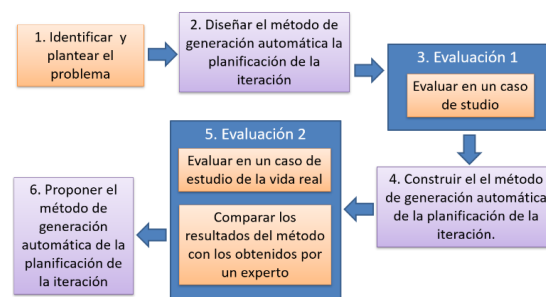 1. Identificar y
plantear el
problema
2. Diseñar el método de
generación automática la
planificación de la
iteración
3. Evaluación 1
Evaluar en un caso
de studio
4. Construir el el método
de generación automática
de la planificación de la
iteración.
5. Evaluación 2
Evaluar en un caso de
estudio de la vida real
Comparar los
resultados del método
con los obtenidos por
un experto
6. Proponer el
método de
generación
automática de la
planificación de
la iteración